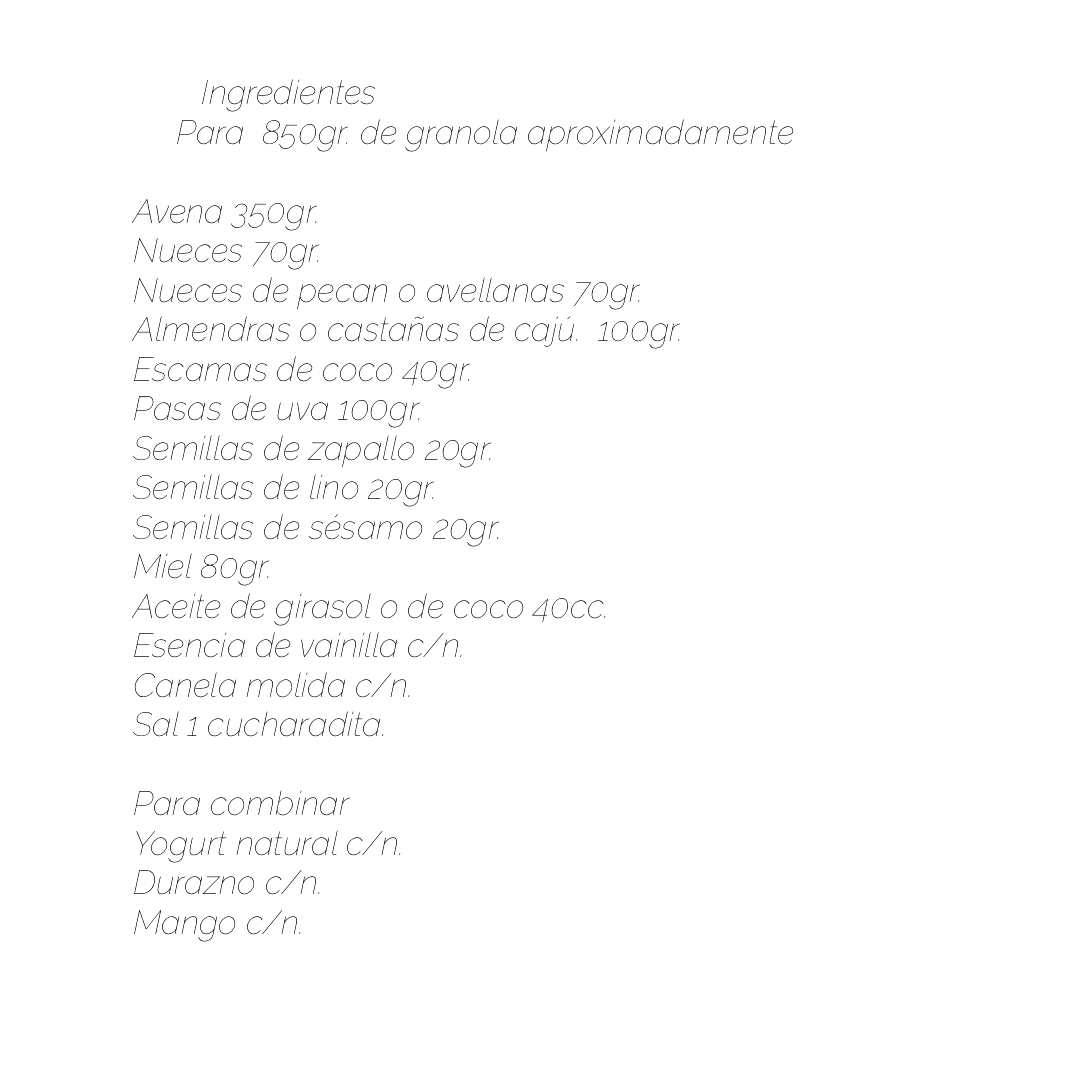 Ingredientes
Para 850gr. de granola aproximadamente
Avena 350gr.
Nueces 70gr.
Nueces de pecan o avellanas 70gr.
Almendras o castañas de cajú. 100gr.
Escamas de coco 40gr.
Pasas de uva 100gr.
Semillas de zapallo 20gr.
Semillas de lino 20gr.
Semillas de sésamo 20gr.
Miel 80gr.
Aceite de girasol o de coco 40cc.
Esencia de vainilla c/n.
Canela molida c/n.
Sal 1 cucharadita.
Para combinar
Yogurt natural c/n.
Durazno c/n.
Mango c/n.